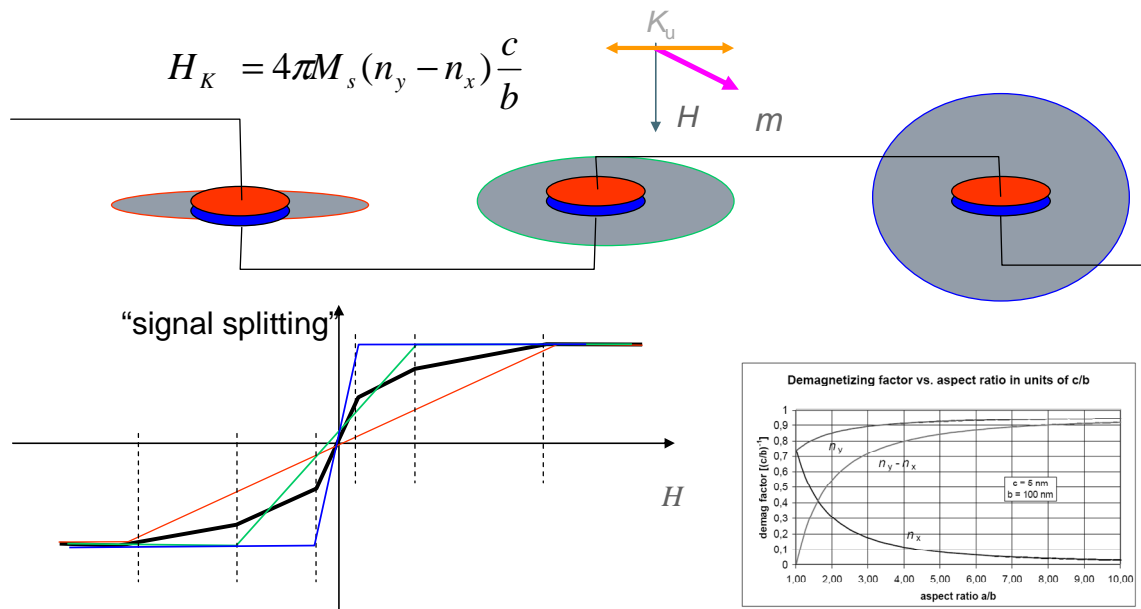 K_u
H_K = 4πM_s(n_y − n_x) c/b
H
m
“signal splitting”
H
Demagnetizing factor vs. aspect ratio in units of c/b
demag factor [(c/b)⁻¹]
1
0,9
0,8
0,7
0,6
0,5
0,4
0,3
0,2
0,1
0
n_y
n_y - n_x
c = 5 nm
b = 100 nm
n_x
1,00 2,00 3,00 4,00 5,00 6,00 7,00 8,00 9,00 10,00
aspect ratio a/b